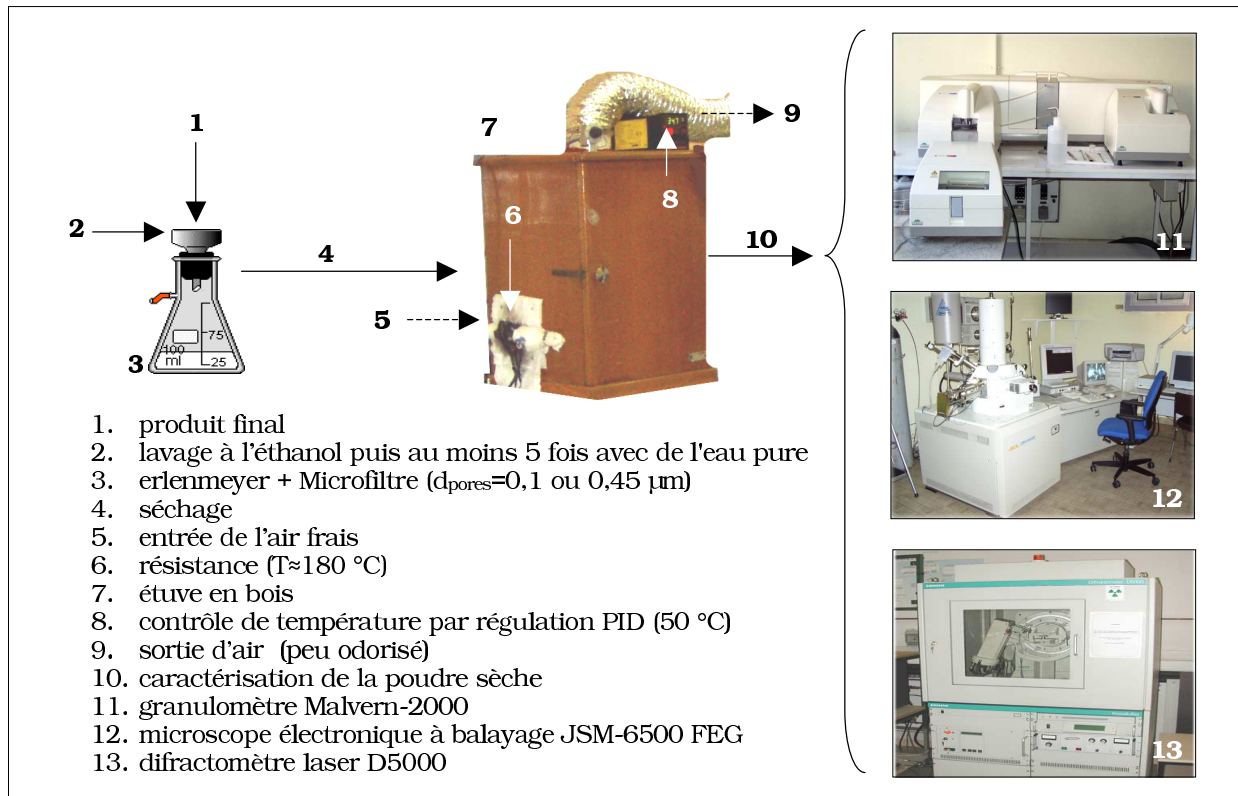 1
2
3
4
5
6
7
8
9
10
100
ml
75
25
347
11
12
13
1. produit final
2. lavage à l'éthanol puis au moins 5 fois avec de l'eau pure
3. erlenmeyer + Microfiltre (dpores=0,1 ou 0,45 µm)
4. séchage
5. entrée de l'air frais
6. résistance (T≈180 °C)
7. étuve en bois
8. contrôle de température par régulation PID (50 °C)
9. sortie d'air (peu odorisé)
10. caractérisation de la poudre sèche
11. granulomètre Malvern-2000
12. microscope électronique à balayage JSM-6500 FEG
13. difractomètre laser D5000